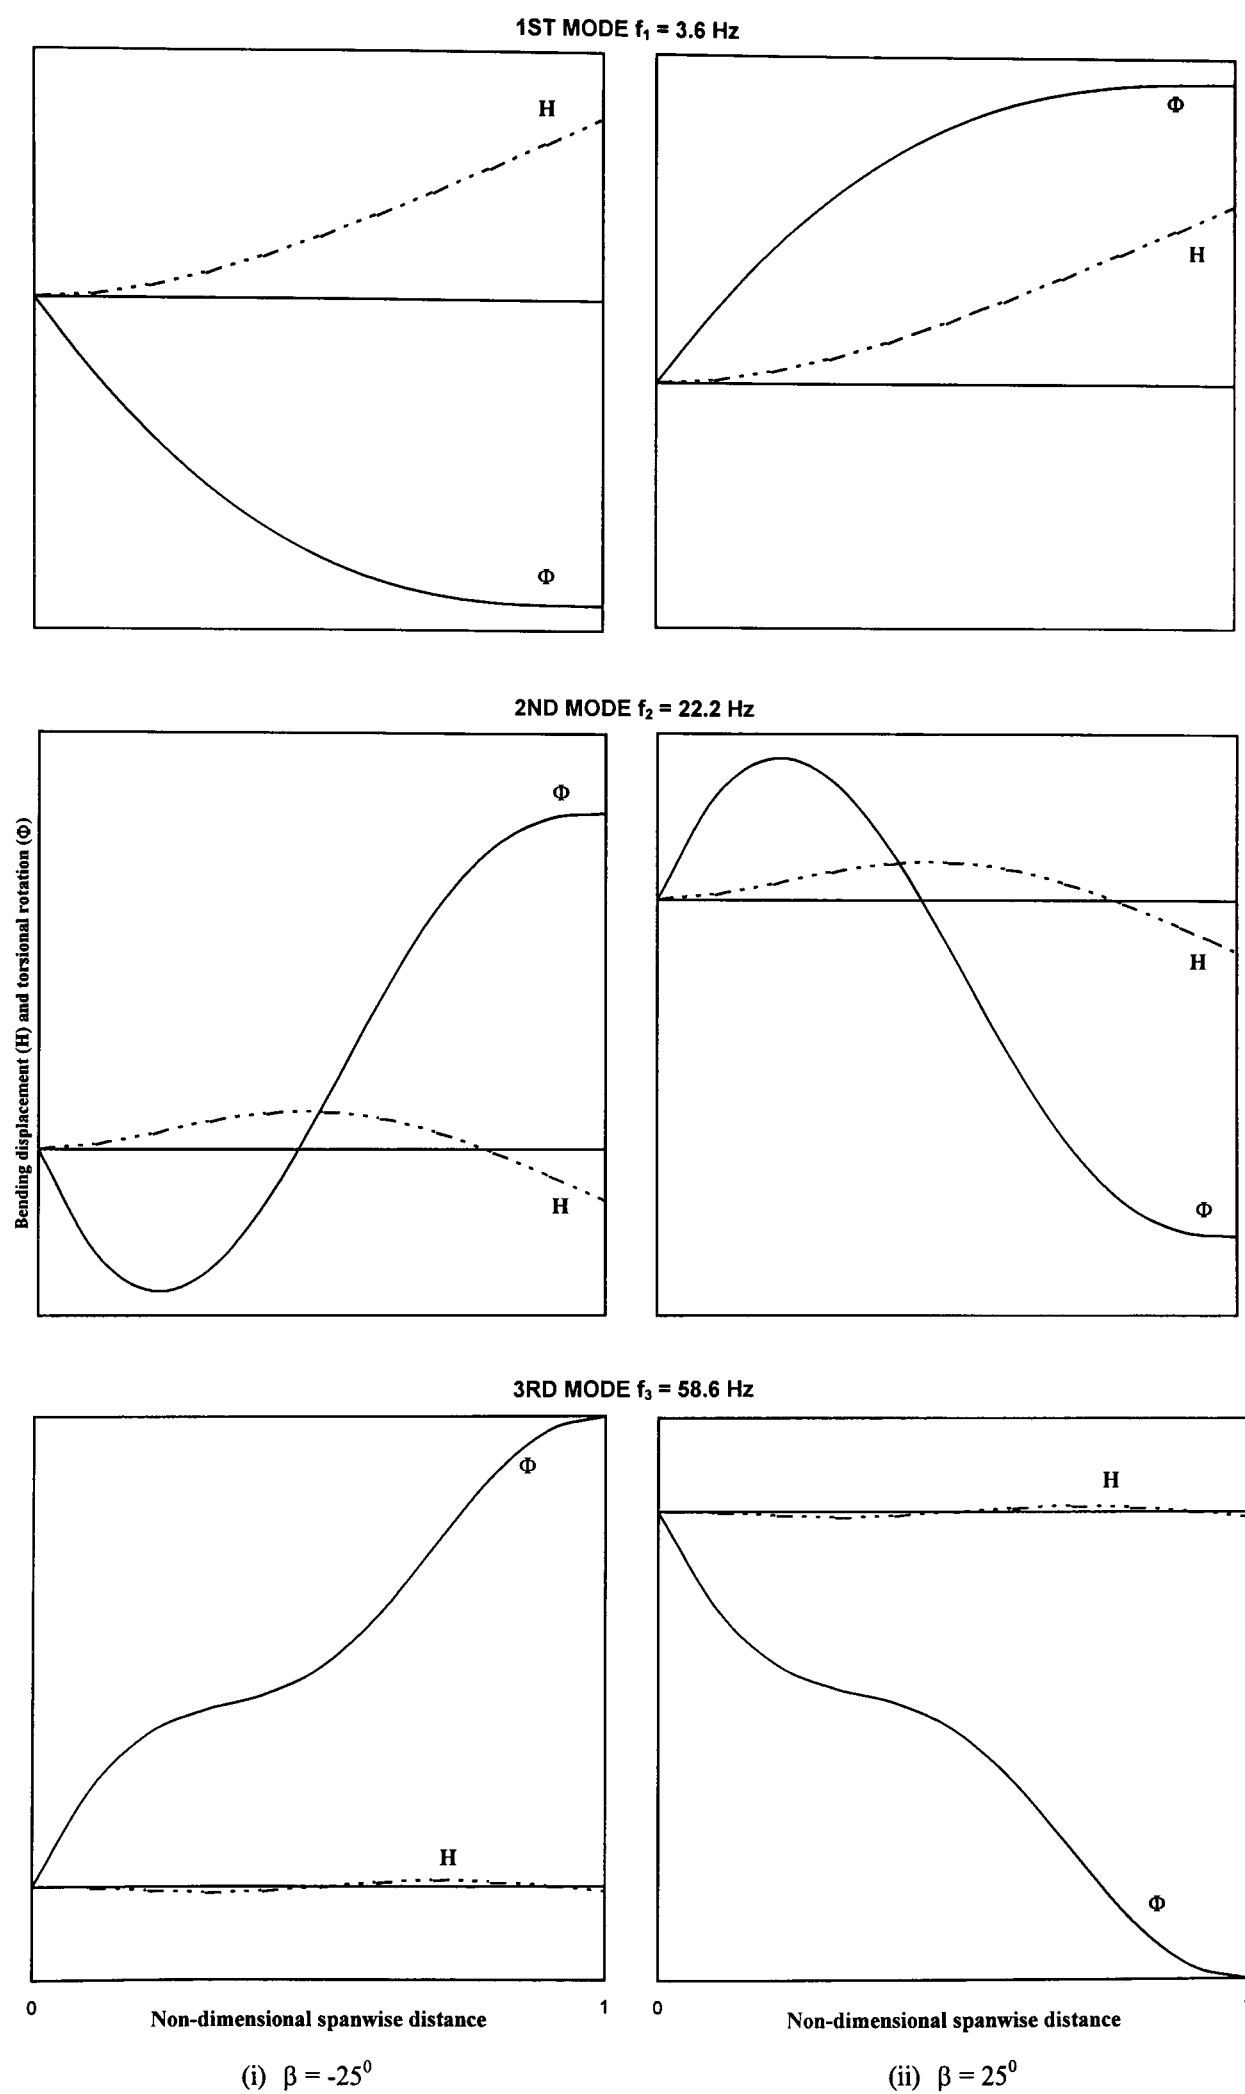 1ST MODE f₁ = 3.6 Hz
H
Φ
Φ
H
2ND MODE f₂ = 22.2 Hz
Bending displacement (H) and torsional rotation (Φ)
Φ
H
H
Φ
3RD MODE f₃ = 58.6 Hz
Φ
H
H
Φ
0 1
Non-dimensional spanwise distance
0
Non-dimensional spanwise distance
(i) β = -25⁰
(ii) β = 25⁰